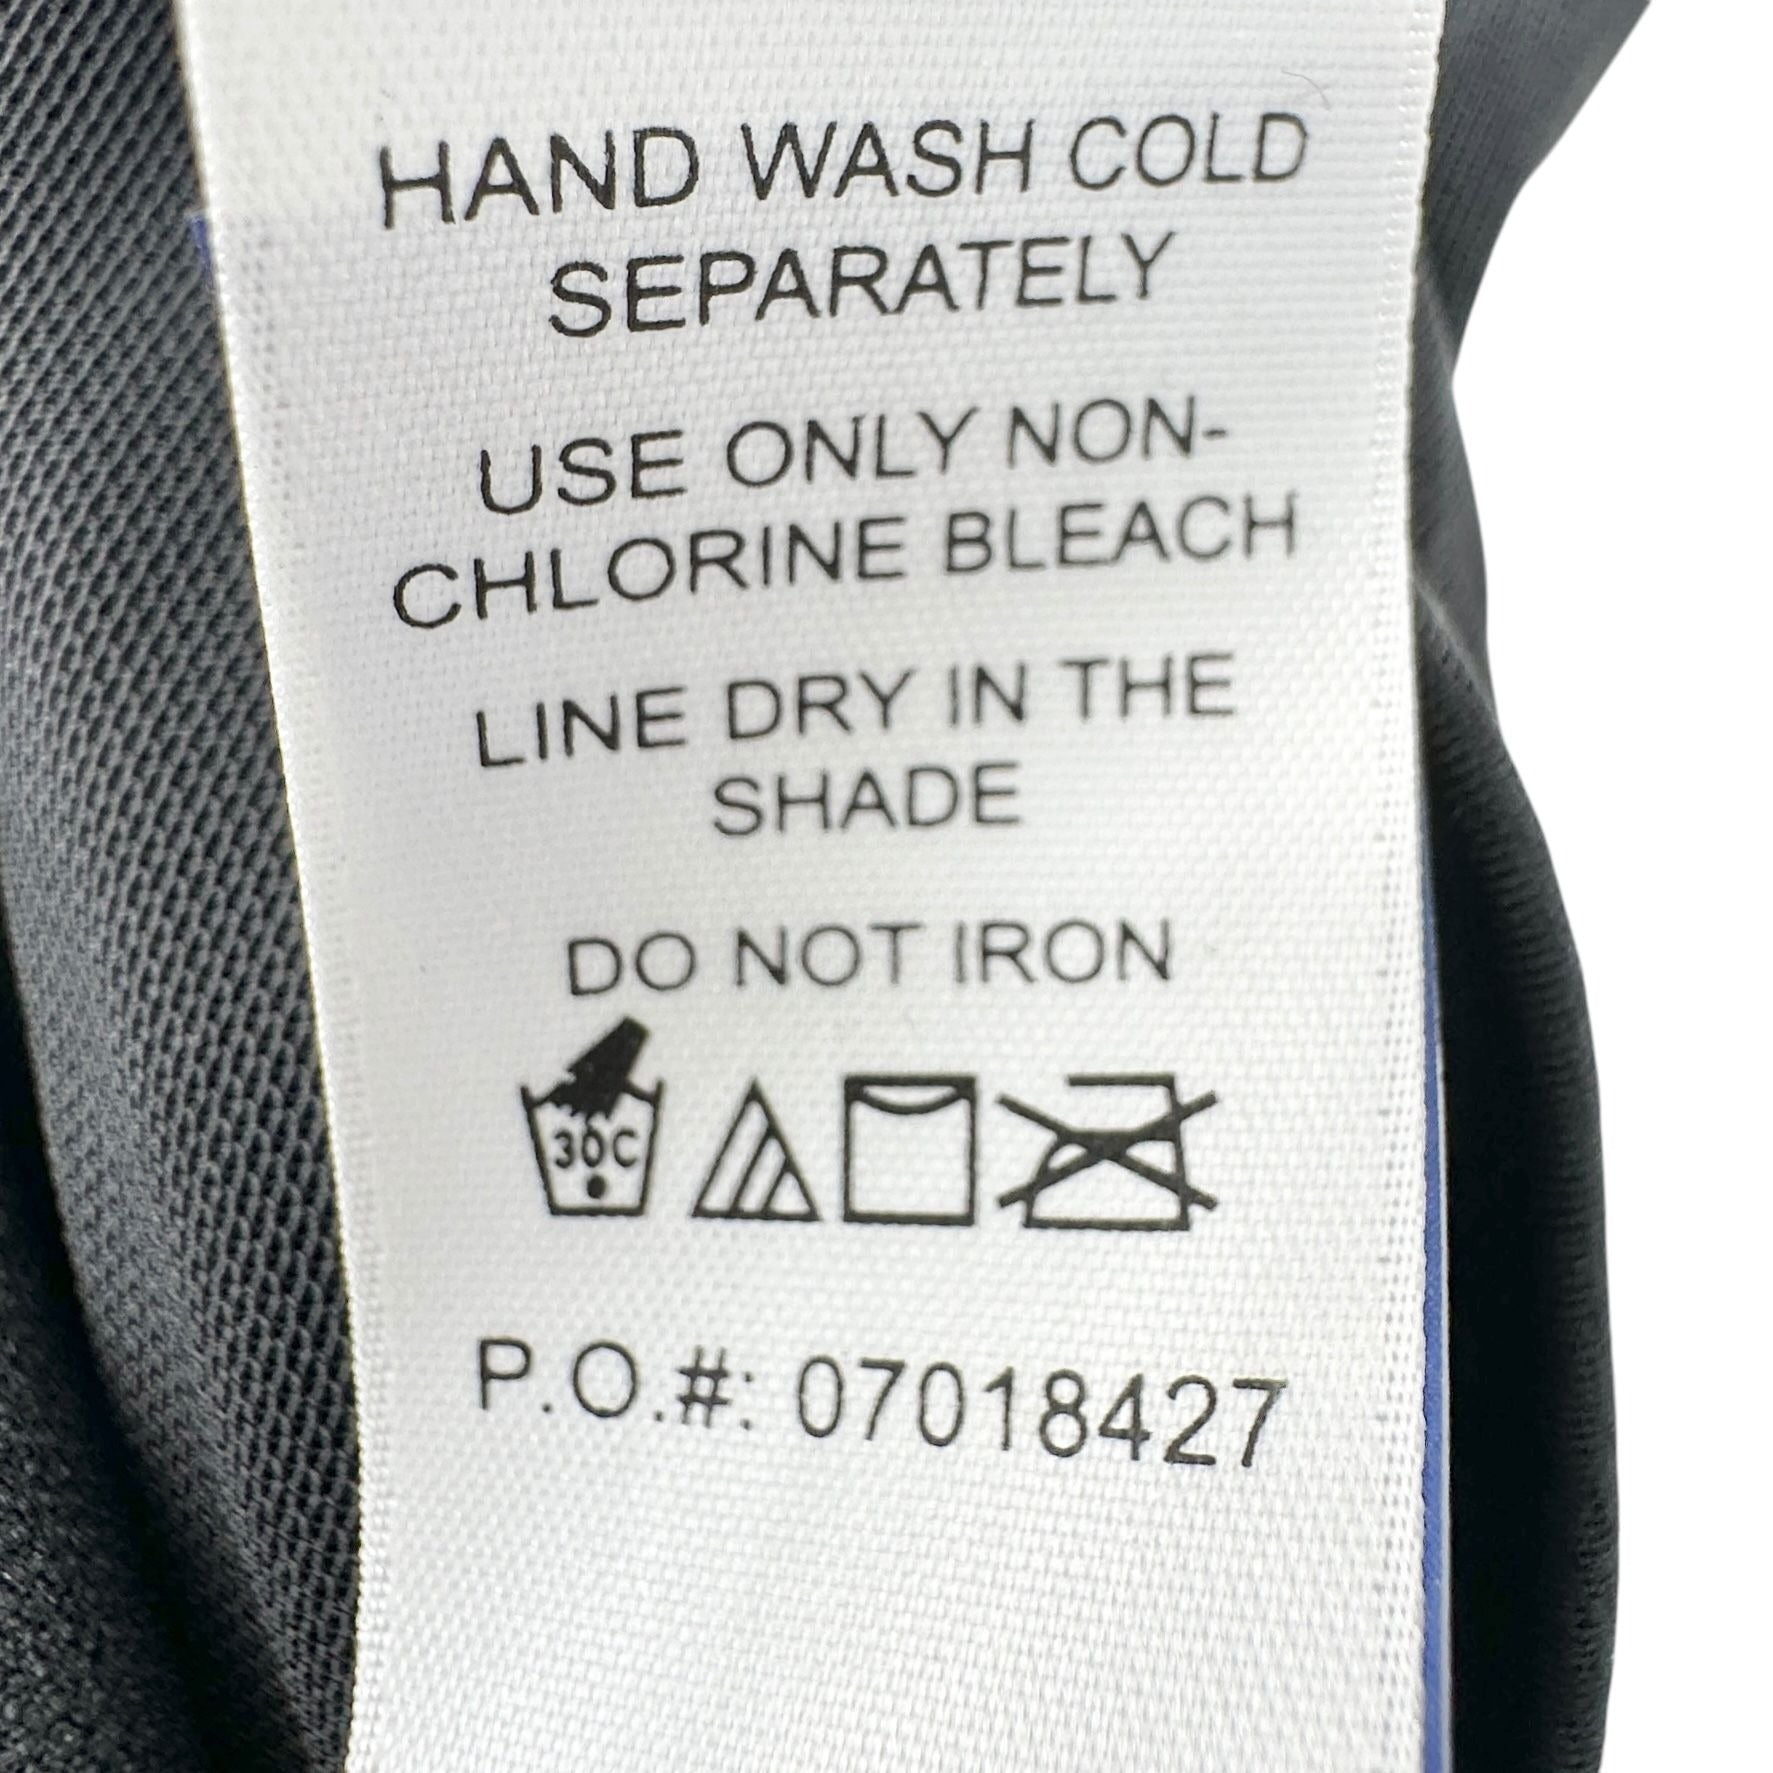 HAND WASH COLD
SEPARATELY
USE ONLY NON-
CHLORINE BLEACH
LINE DRY IN THE
SHADE
DO NOT IRON
30C
P.O.#: 07018427